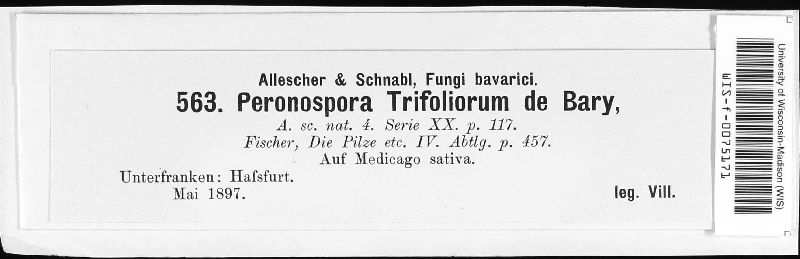 Allescher & Schnabl, Fungi bavarici.
563. Peronospora Trifoliorum de Bary,
A. sc. nat. 4. Serie XX. p. 117.
Fischer, Die Pilze etc. IV. Abtlg. p. 457.
Auf Medicago sativa.
Unterfranken: Hafsfurt.
Mai 1897.
leg. Vill.
University of Wisconsin-Madison (WIS)
WIS-f-0075171